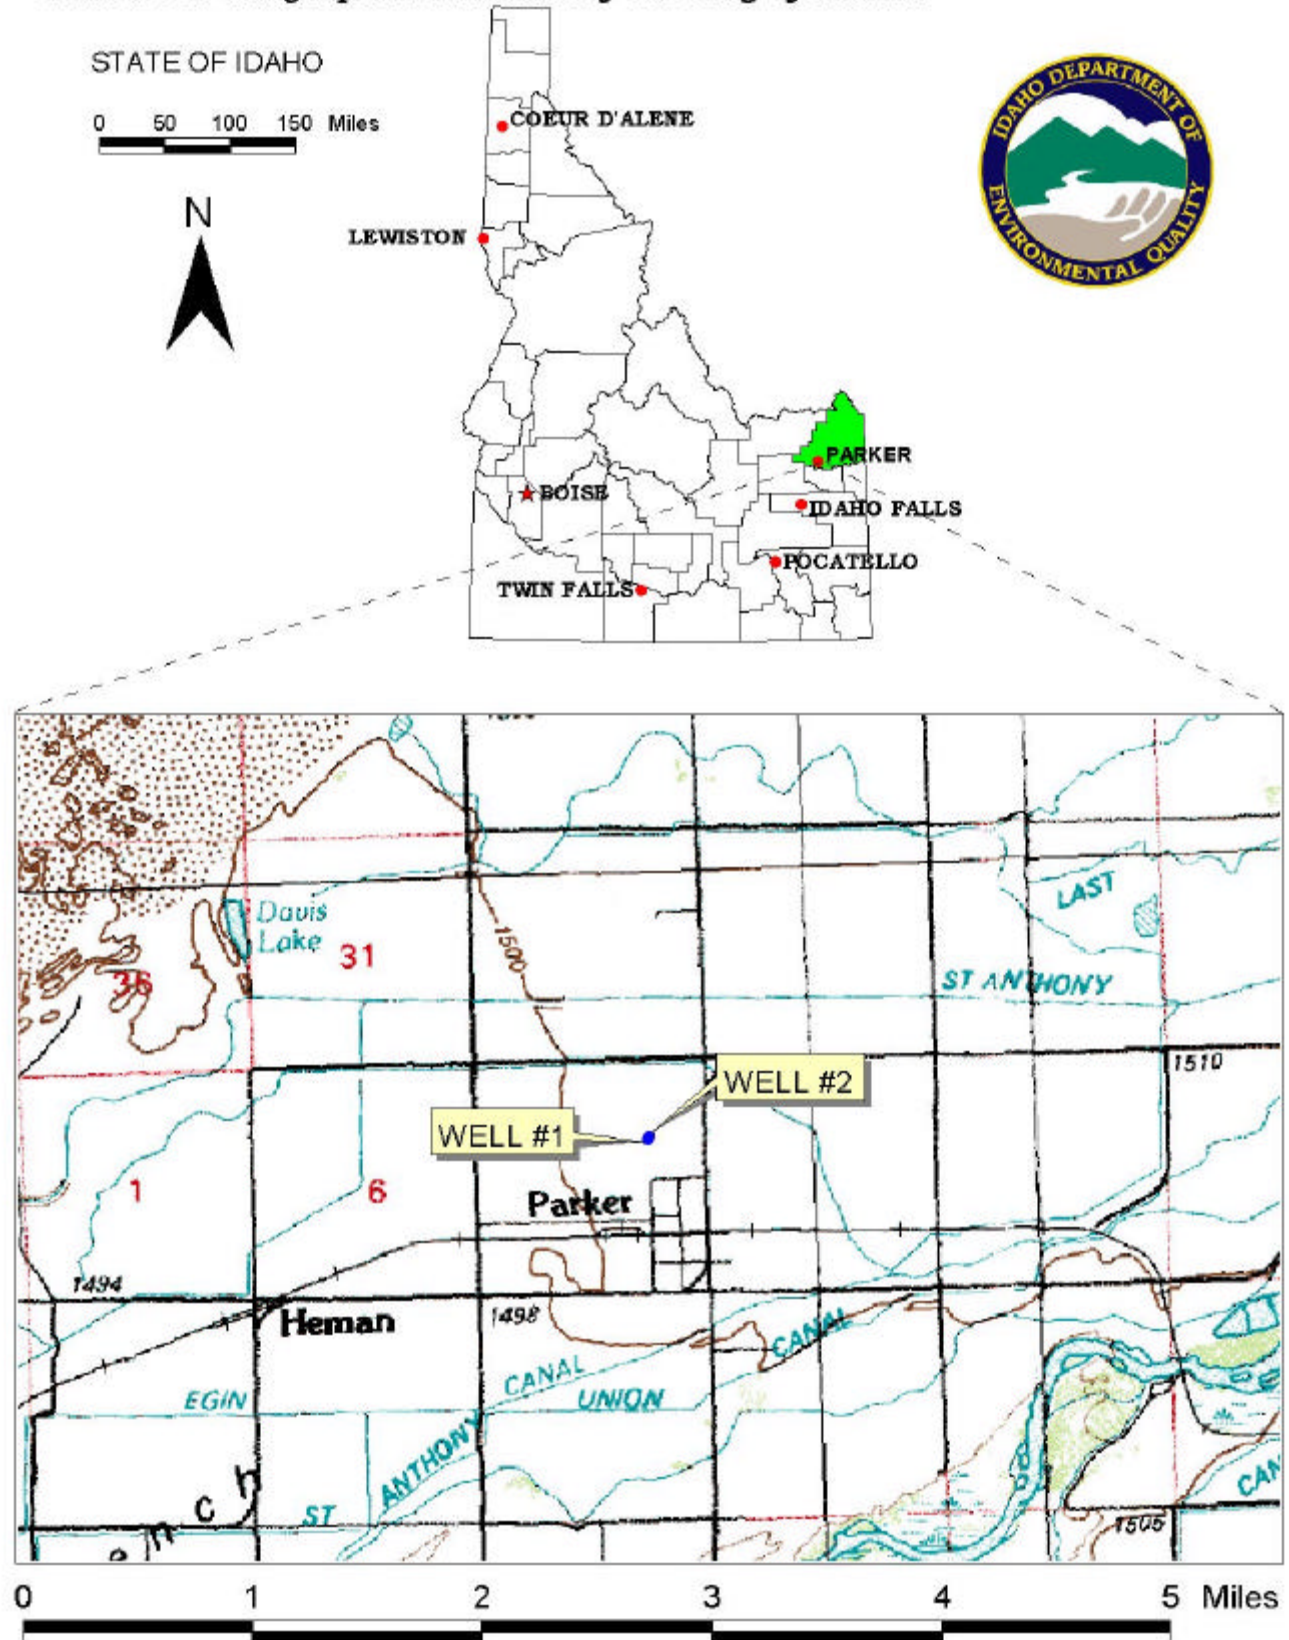 STATE OF IDAHO
0 50 100 150 Miles
N
COEUR D'ALENE
LEWISTON
IDAHO DEPARTMENT OF
ENVIRONMENTAL QUALITY
PARKER
BOISE
IDAHO FALLS
POCATELLO
TWIN FALLS
Davis
Lake
31
36
1500
LAST
ST ANTHONY
1510
WELL #2
WELL #1
1
6
Parker
1494
Heman
1498
CANAL
CANAL
EGIN
UNION
ANTHONY
ST
e n c h
CAN
1505
0 1 2 3 4 5 Miles